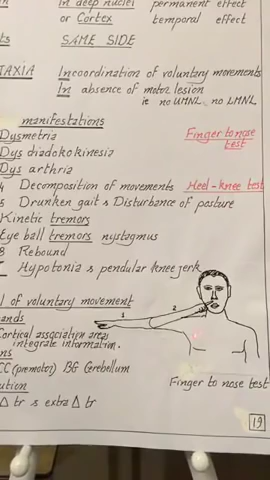 in deep nuclei permanent effect
or Cortex temporal effect
SAME SIDE
TAXIA Incoordination of voluntary movements
In absence of motor lesion
ie no UMNL, no LMNL
manifestations
Dysmetria Finger to nose test
Dys diadokokinesia
Dys arthria
4 Decomposition of movements Heel-knee test
5 Drunken gait & Disturbance of posture
Kinetic tremors
Eye ball tremors nystagmus
8 Rebound
Hypotonia & pendular knee jerk
l of voluntary movement
ands
1 2
Cortical association areas
integrate information.
ns
CC (premotor) BG Cerebellum
ution
Δ tr & extra Δ tr
Finger to nose test
19